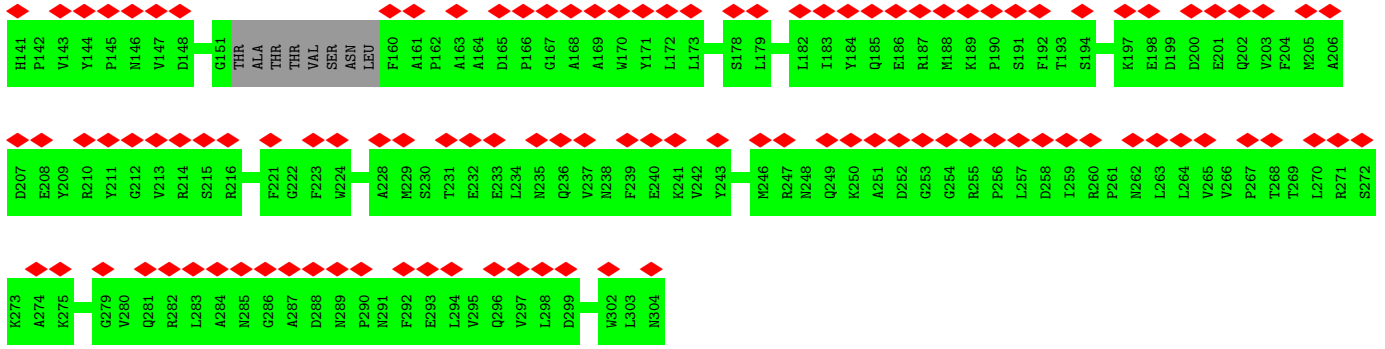 H141 P142 V143 Y144 P145 N146 V147 D148 G151 THR ALA THR THR VAL SER ASN LEU F160 A161 P162 A163 A164 D165 P166 G167 A168 A169 W170 Y171 L172 L173 S178 L179 L182 I183 Y184 Q185 E186 R187 M188 K189 P190 S191 F192 T193 S194 K197 E198 D199 D200 E201 Q202 V203 F204 M205 A206
D207 E208 Y209 R210 Y211 G212 V213 R214 S215 R216 F221 G222 F223 W224 A228 M229 S230 T231 E232 E233 L234 N235 Q236 V237 N238 F239 E240 K241 V242 Y243 M246 R247 N248 Q249 K250 A251 D252 G253 G254 R255 P256 L257 D258 I259 R260 P261 N262 L263 L264 V265 V266 P267 T268 T269 L270 R271 S272
K273 A274 K275 G279 V280 Q281 R282 L283 A284 N285 G286 A287 D288 N289 P290 N291 F292 E293 L294 V295 Q296 V297 L298 D299 W302 L303 N304